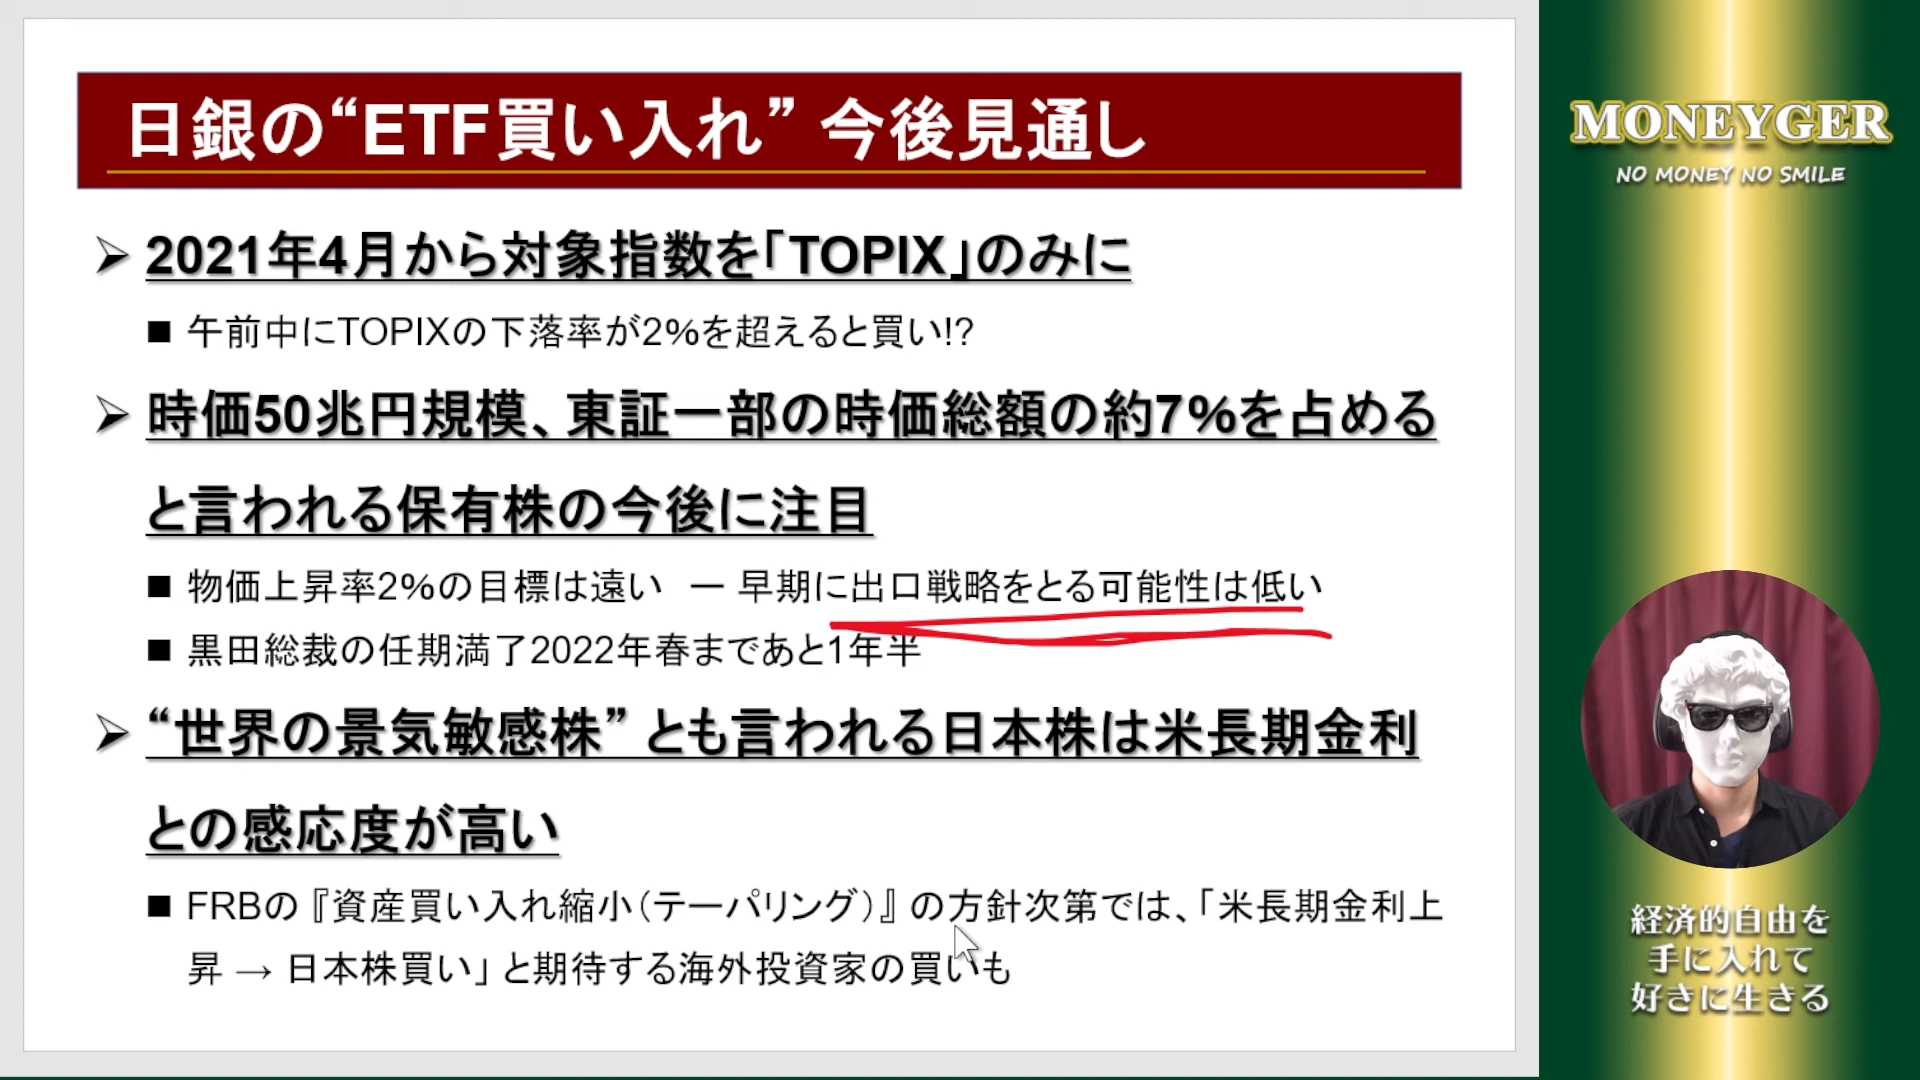 日銀の“ETF買い入れ” 今後見通し
➢ 2021年4月から対象指数を「TOPIX」のみに
■ 午前中にTOPIXの下落率が2%を超えると買い!?
➢ 時価50兆円規模、東証一部の時価総額の約7%を占める
と言われる保有株の今後に注目
■ 物価上昇率2%の目標は遠い ー 早期に出口戦略をとる可能性は低い
■ 黒田総裁の任期満了2022年春まであと1年半
➢ “世界の景気敏感株” とも言われる日本株は米長期金利
との感応度が高い
■ FRBの『資産買い入れ縮小(テーパリング)』の方針次第では、「米長期金利上
昇 → 日本株買い」と期待する海外投資家の買いも
MONEYGER
NO MONEY NO SMILE
経済的自由を
手に入れて
好きに生きる